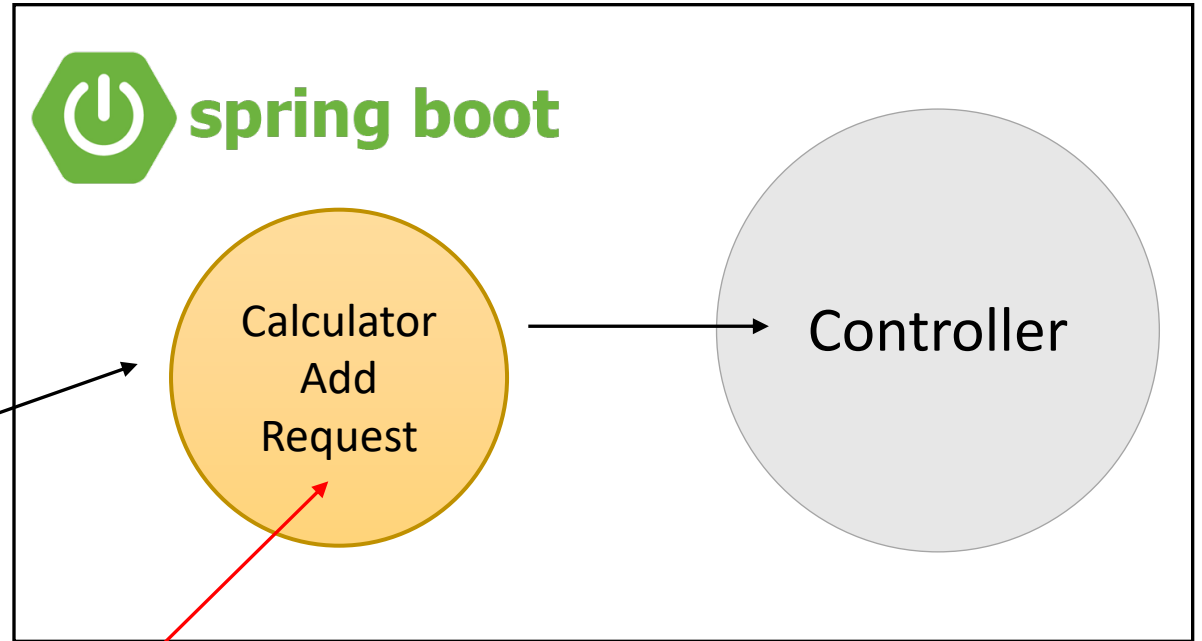 spring boot
Calculator
Add
Request
Controller